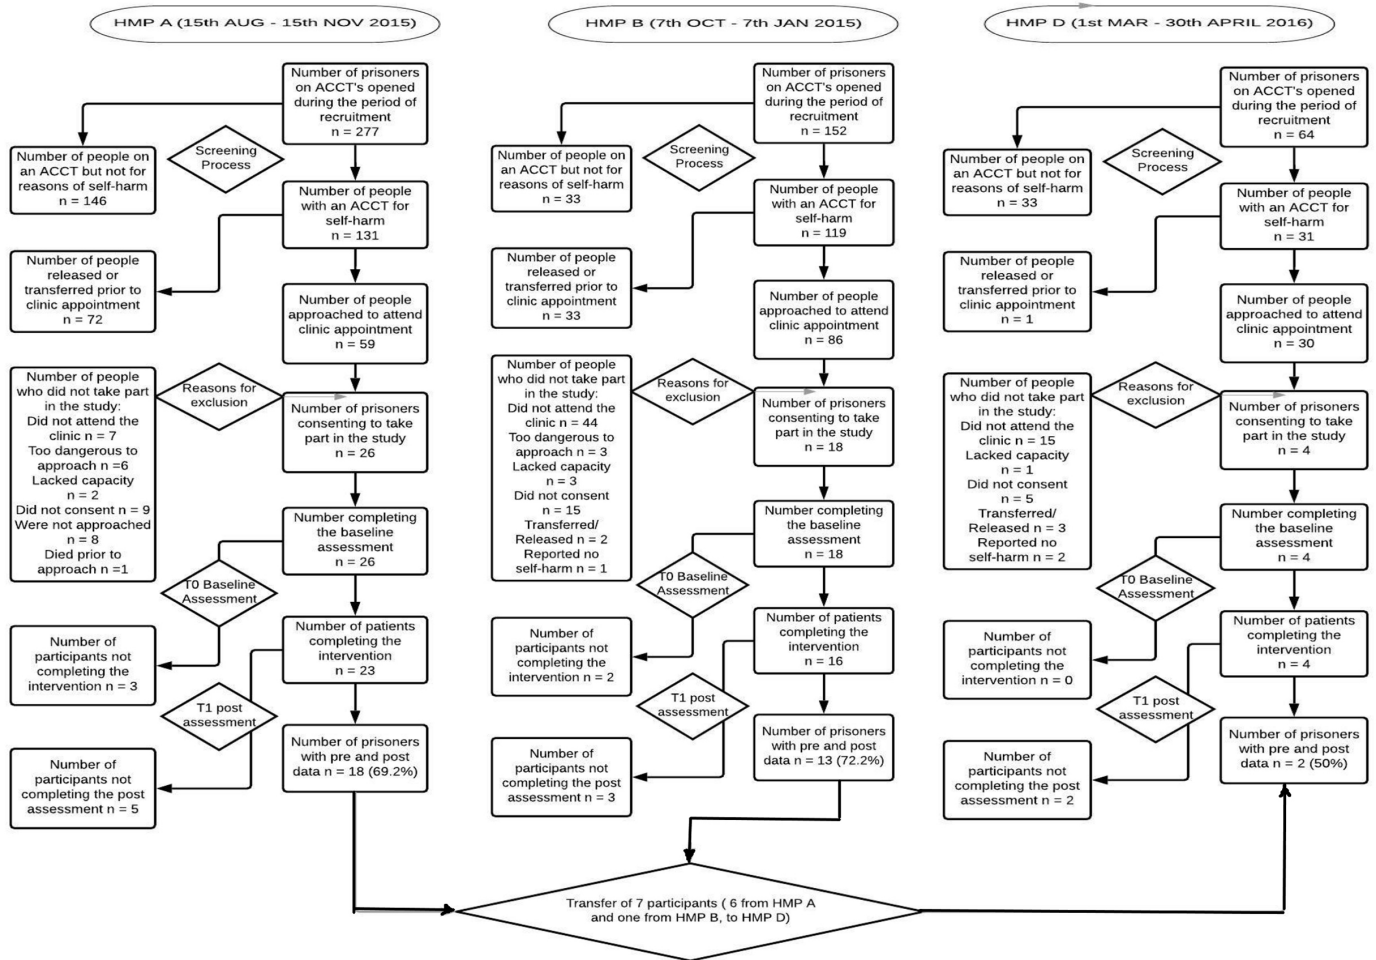 HMP A (15th AUG - 15th NOV 2015)
Number of prisoners
on ACCT's opened
during the period of
recruitment
n = 277
Screening
Process
Number of people on
an ACCT but not for
reasons of self-harm
n = 146
Number of people
with an ACCT for
self-harm
n = 131
Number of people
released or
transferred prior to
clinic appointment
n = 72
Number of people
approached to attend
clinic appointment
n = 59
Number of people
who did not take part
in the study:
Did not attend the
clinic n = 7
Too dangerous to
approach n =6
Lacked capacity
n = 2
Did not consent n = 9
Were not approached
n = 8
Died prior to
approach n =1
Reasons for
exclusion
Number of prisoners
consenting to take
part in the study
n = 26
Number completing
the baseline
assessment
n = 26
T0 Baseline
Assessment
Number of
participants not
completing the
intervention n = 3
Number of patients
completing the
intervention
n = 23
T1 post
assessment
Number of prisoners
with pre and post
data n = 18 (69.2%)
Number of
participants not
completing the post
assessment n = 5
HMP B (7th OCT - 7th JAN 2015)
Number of prisoners
on ACCT's opened
during the period of
recruitment
n = 152
Screening
Process
Number of people on
an ACCT but not for
reasons of self-harm
n = 33
Number of people
with an ACCT for
self-harm
n = 119
Number of people
released or
transferred prior to
clinic appointment
n = 33
Number of people
approached to attend
clinic appointment
n = 86
Number of people
who did not take part
in the study:
Did not attend the
clinic n = 44
Too dangerous to
approach n = 3
Lacked capacity
n = 3
Did not consent
n = 15
Transferred/
Released n = 2
Reported no
self-harm n = 1
Reasons for
exclusion
Number of prisoners
consenting to take
part in the study
n = 18
Number completing
the baseline
assessment
n = 18
T0 Baseline
Assessment
Number of
participants not
completing the
intervention n = 2
Number of patients
completing the
intervention
n = 16
T1 post
assessment
Number of prisoners
with pre and post
data n = 13 (72.2%)
Number of
participants not
completing the post
assessment n = 3
HMP D (1st MAR - 30th APRIL 2016)
Number of prisoners
on ACCT's opened
during the period of
recruitment
n = 64
Screening
Process
Number of people on
an ACCT but not for
reasons of self-harm
n = 33
Number of people
with an ACCT for
self-harm
n = 31
Number of people
released or
transferred prior to
clinic appointment
n = 1
Number of people
approached to attend
clinic appointment
n = 30
Number of people
who did not take part
in the study:
Did not attend the
clinic n = 15
Lacked capacity
n = 1
Did not consent
n = 5
Transferred/
Released n = 3
Reported no
self-harm n = 2
Reasons for
exclusion
Number of prisoners
consenting to take
part in the study
n = 4
Number completing
the baseline
assessment
n = 4
T0 Baseline
Assessment
Number of
participants not
completing the
intervention n = 0
Number of patients
completing the
intervention
n = 4
T1 post
assessment
Number of prisoners
with pre and post
data n = 2 (50%)
Number of
participants not
completing the post
assessment n = 2
Transfer of 7 participants ( 6 from HMP A
and one from HMP B, to HMP D)